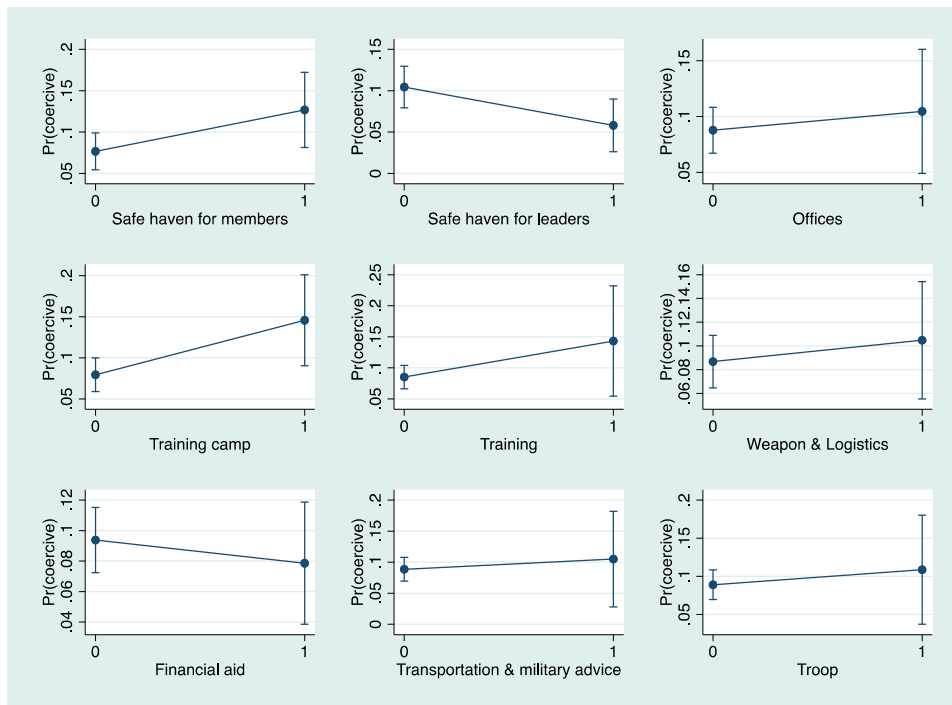 Pr(coercive)
.05 .1 .15 .2
0 1
Safe haven for members
Pr(coercive)
0 .05 .1 .15
0 1
Safe haven for leaders
Pr(coercive)
.05 .1 .15
0 1
Offices
Pr(coercive)
.05 .1 .15 .2
0 1
Training camp
Pr(coercive)
.05 .1 .15 .2 .25
0 1
Training
Pr(coercive)
.06 .08 .1 .12 .14 .16
0 1
Weapon & Logistics
Pr(coercive)
.04 .06 .08 .1 .12
0 1
Financial aid
Pr(coercive)
0 .05 .1 .15 .2
0 1
Transportation & military advice
Pr(coercive)
.05 .1 .15 .2
0 1
Troop